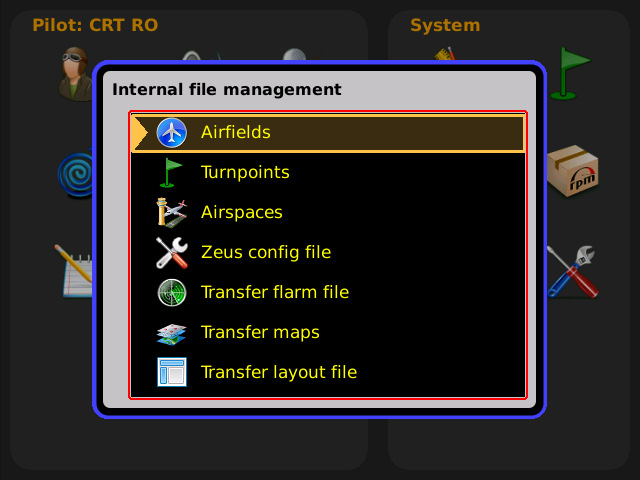 Pilot: CRT RO
System
Internal file management
Airfields
Turnpoints
Airspaces
Zeus config file
Transfer flarm file
Transfer maps
Transfer layout file
rpm